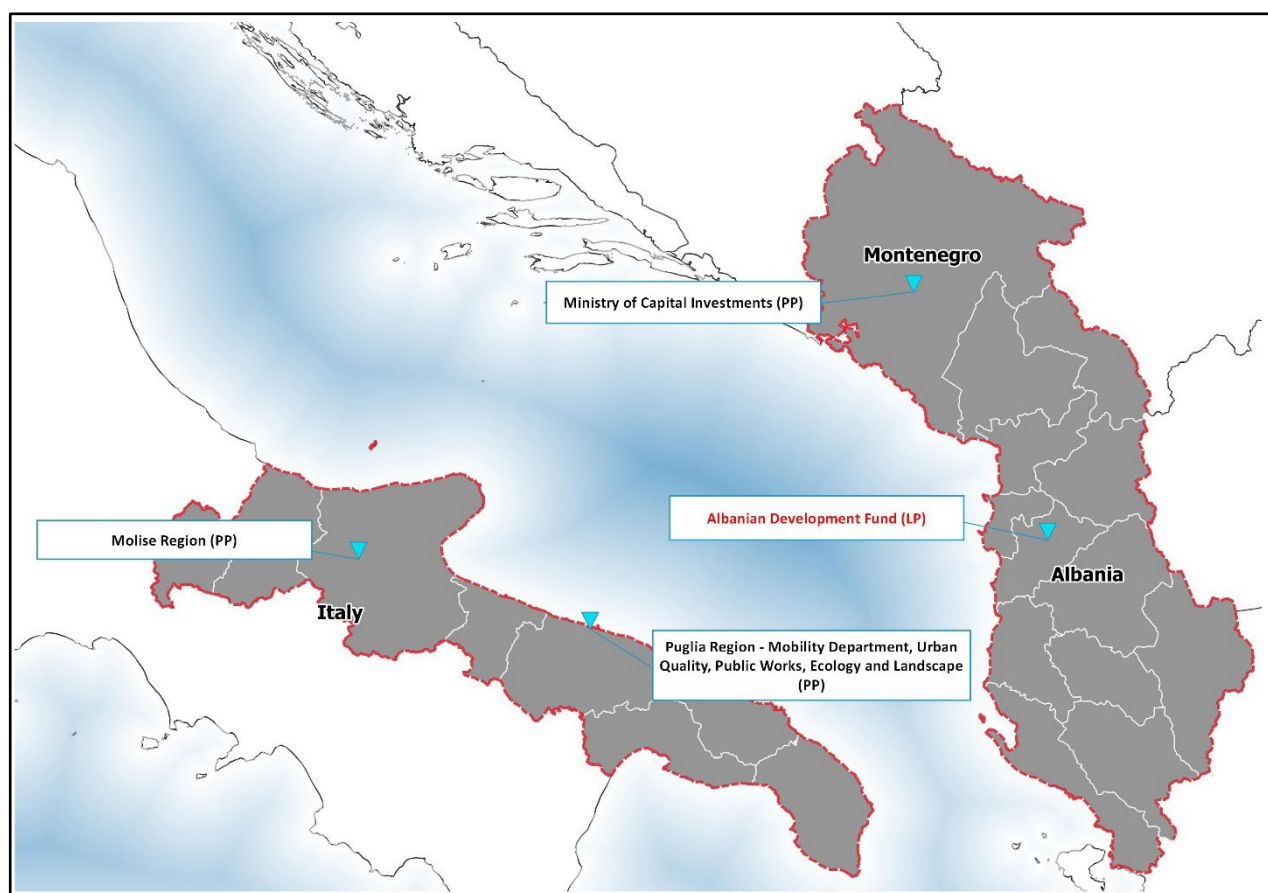 Montenegro
Ministry of Capital Investments (PP)
Albanian Development Fund (LP)
Molise Region (PP)
Albania
Italy
Puglia Region - Mobility Department, Urban
Quality, Public Works, Ecology and Landscape
(PP)